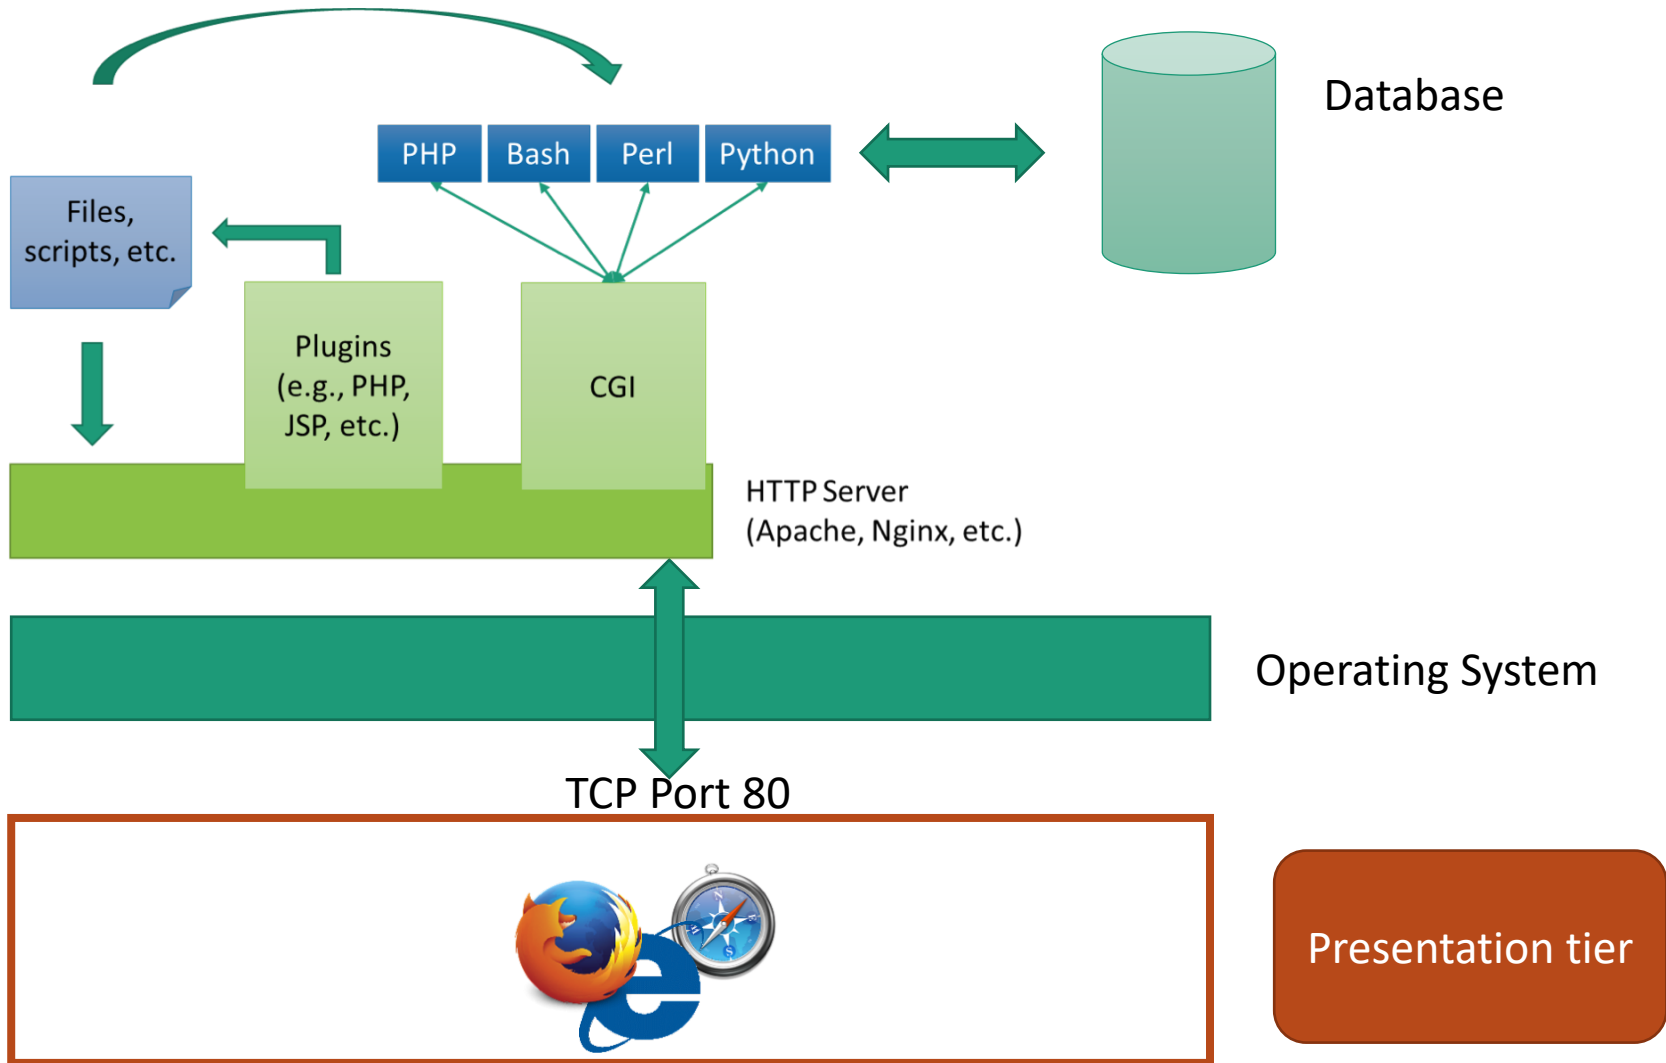 Database
PHP
Bash
Perl
Python
Files,
scripts, etc.
Plugins
(e.g., PHP,
JSP, etc.)
CGI
HTTP Server
(Apache, Nginx, etc.)
Operating System
TCP Port 80
N
E
S
W
Presentation tier